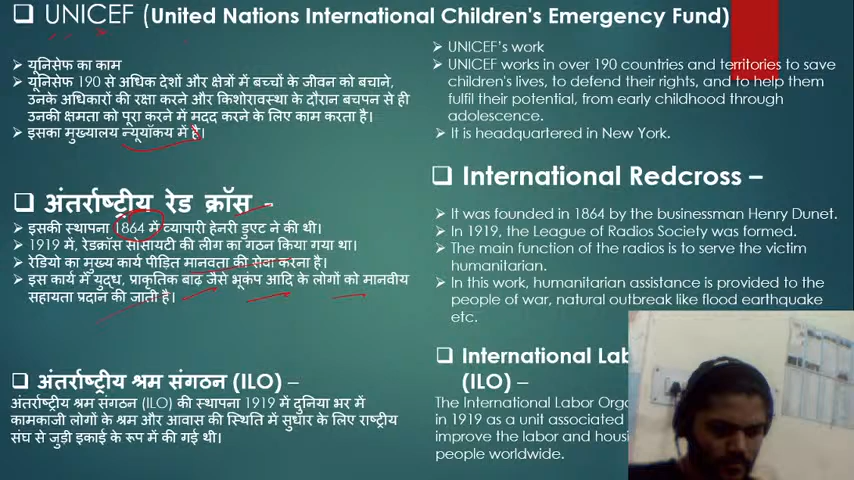 UNICEF (United Nations International Children's Emergency Fund)
यूनिसेफ का काम
यूनिसेफ 190 से अधिक देशों और क्षेत्रों में बच्चों के जीवन को बचाने,
उनके अधिकारों की रक्षा करने और किशोरावस्था के दौरान बचपन से ही
उनकी क्षमता को पूरा करने में मदद करने के लिए काम करता है।
इसका मुख्यालय न्यूयॉकय में है।
अंतर्राष्ट्रीय रेड क्रॉस -
इसकी स्थापना 1864 में व्यापारी हेनरी डुएट ने की थी।
1919 में, रेडक्रॉस सोसायटी की लीग का गठन किया गया था।
रेडियो का मुख्य कार्य पीड़ित मानवता की सेवा करना है।
इस कार्य में युद्ध, प्राकृतिक बाढ़ जैसे भूकंप आदि के लोगों को मानवीय
सहायता प्रदान की जाती है।
अंतर्राष्ट्रीय श्रम संगठन (ILO) –
अंतर्राष्ट्रीय श्रम संगठन (ILO) की स्थापना 1919 में दुनिया भर में
कामकाजी लोगों के श्रम और आवास की स्थिति में सुधार के लिए राष्ट्रीय
संघ से जुड़ी इकाई के रूप में की गई थी।
UNICEF's work
UNICEF works in over 190 countries and territories to save
children's lives, to defend their rights, and to help them
fulfil their potential, from early childhood through
adolescence.
It is headquartered in New York.
International Redcross –
It was founded in 1864 by the businessman Henry Dunet.
In 1919, the League of Radios Society was formed.
The main function of the radios is to serve the victim
humanitarian.
In this work, humanitarian assistance is provided to the
people of war, natural outbreak like flood earthquake
etc.
International Lab
(ILO) –
The International Labor Orga
in 1919 as a unit associated
improve the labor and housi
people worldwide.